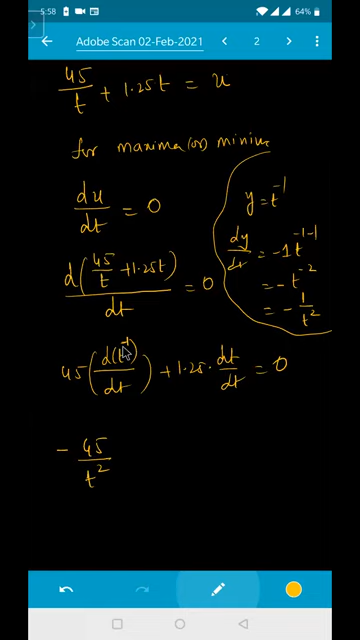 5:58 64%
Adobe Scan 02-Feb-2021 2
45/t + 1.25t = u
for maxima (or) minima
du/dt = 0
d(45/t + 1.25t)/dt = 0
y = t^-1
dy/dt = -1t^-1-1
= -t^-2
= -1/t^2
45(d(t^-1)/dt) + 1.25 · dt/dt = 0
-45/t^2